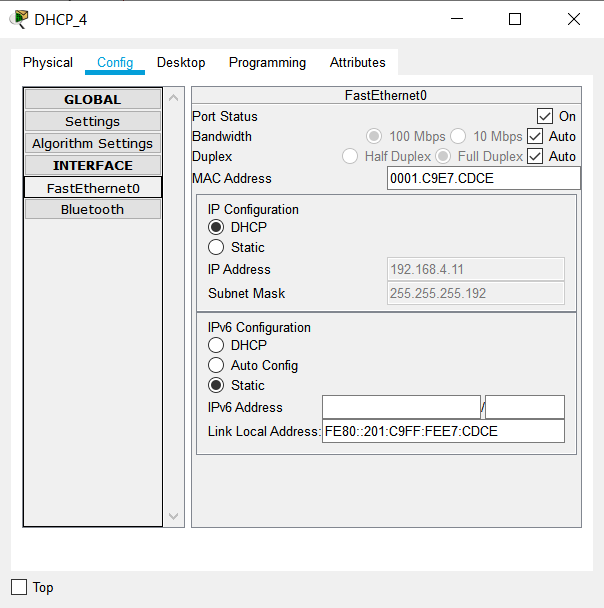 DHCP_4
Physical Config Desktop Programming Attributes
GLOBAL
Settings
Algorithm Settings
INTERFACE
FastEthernet0
Bluetooth
FastEthernet0
Port Status On
Bandwidth 100 Mbps 10 Mbps Auto
Duplex Half Duplex Full Duplex Auto
MAC Address 0001.C9E7.CDCE
IP Configuration
DHCP
Static
IP Address 192.168.4.11
Subnet Mask 255.255.255.192
IPv6 Configuration
DHCP
Auto Config
Static
IPv6 Address /
Link Local Address: FE80::201:C9FF:FEE7:CDCE
Top